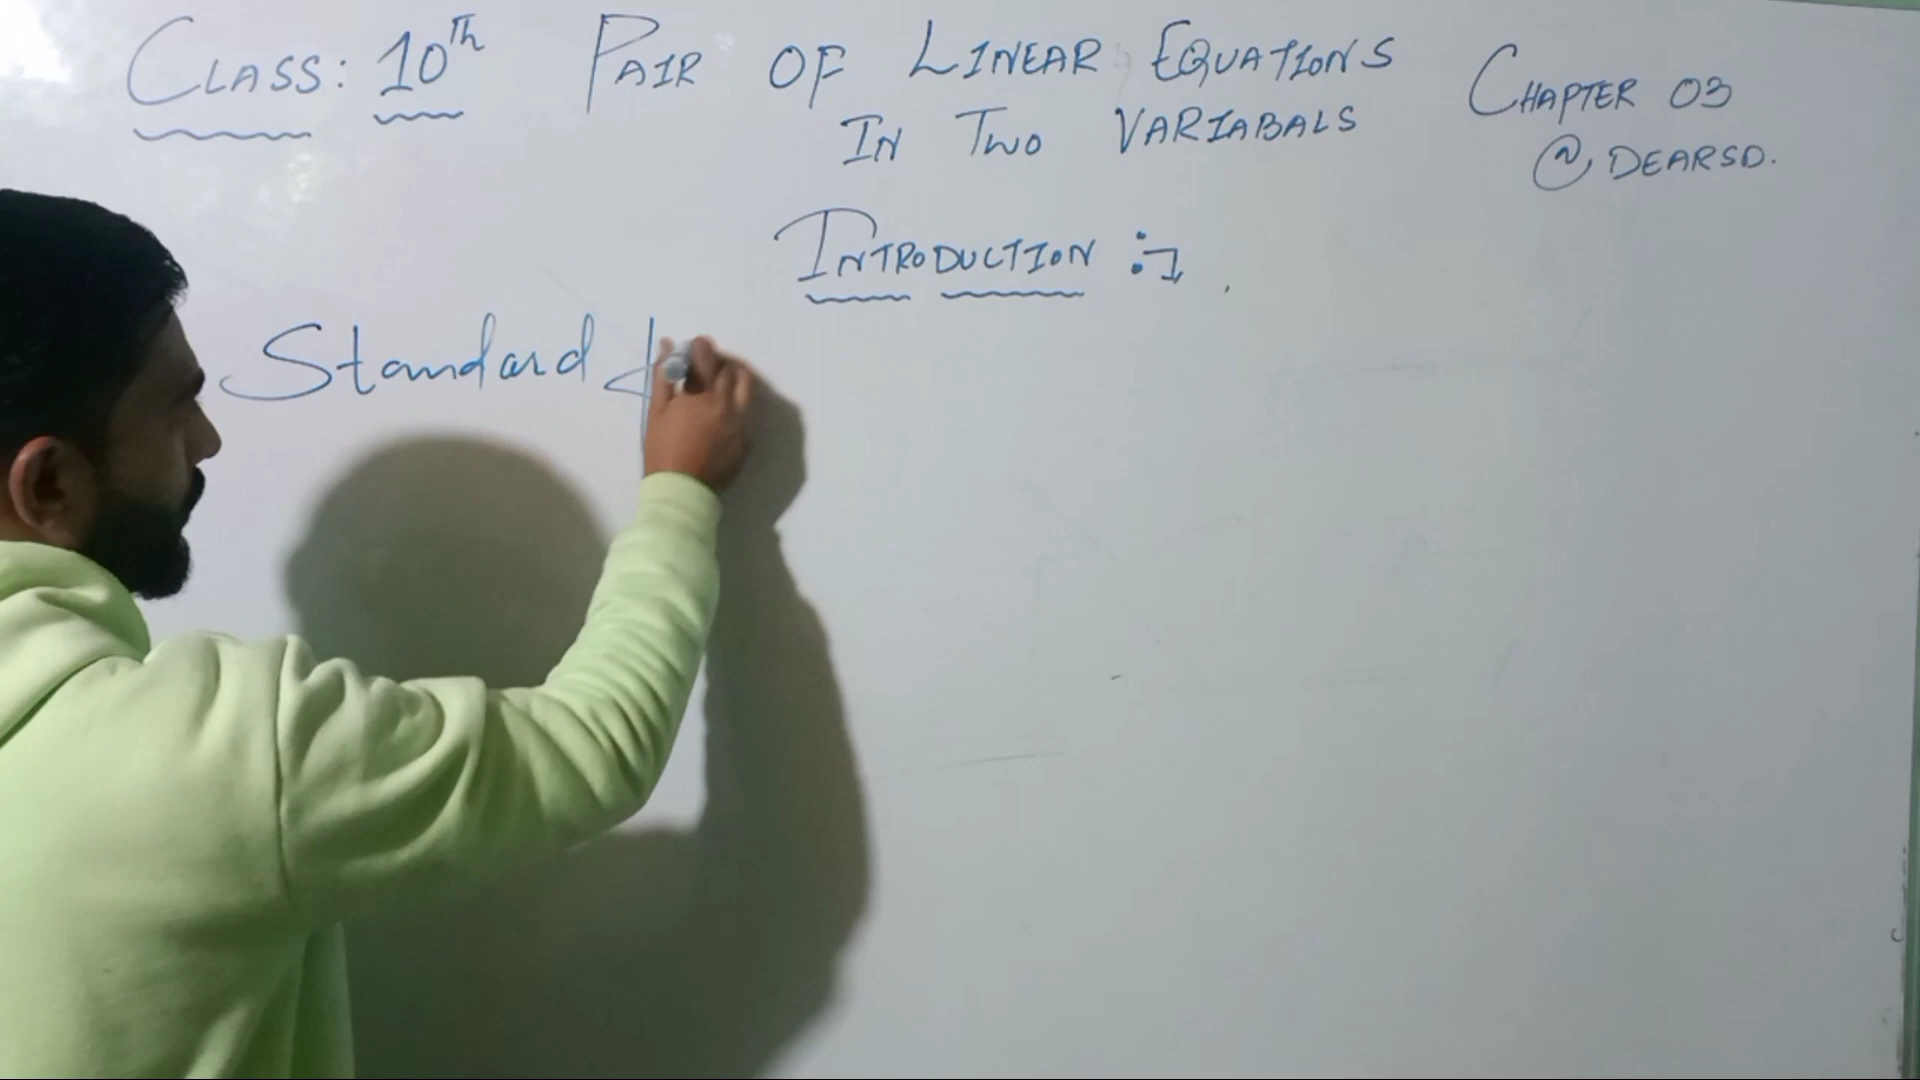 CLASS: 10Th PAIR OF LINEAR EQUATIONS
IN TWO VARIABALS
CHAPTER 03
@ DEARSD.
INTRODUCTION :-
Standard f